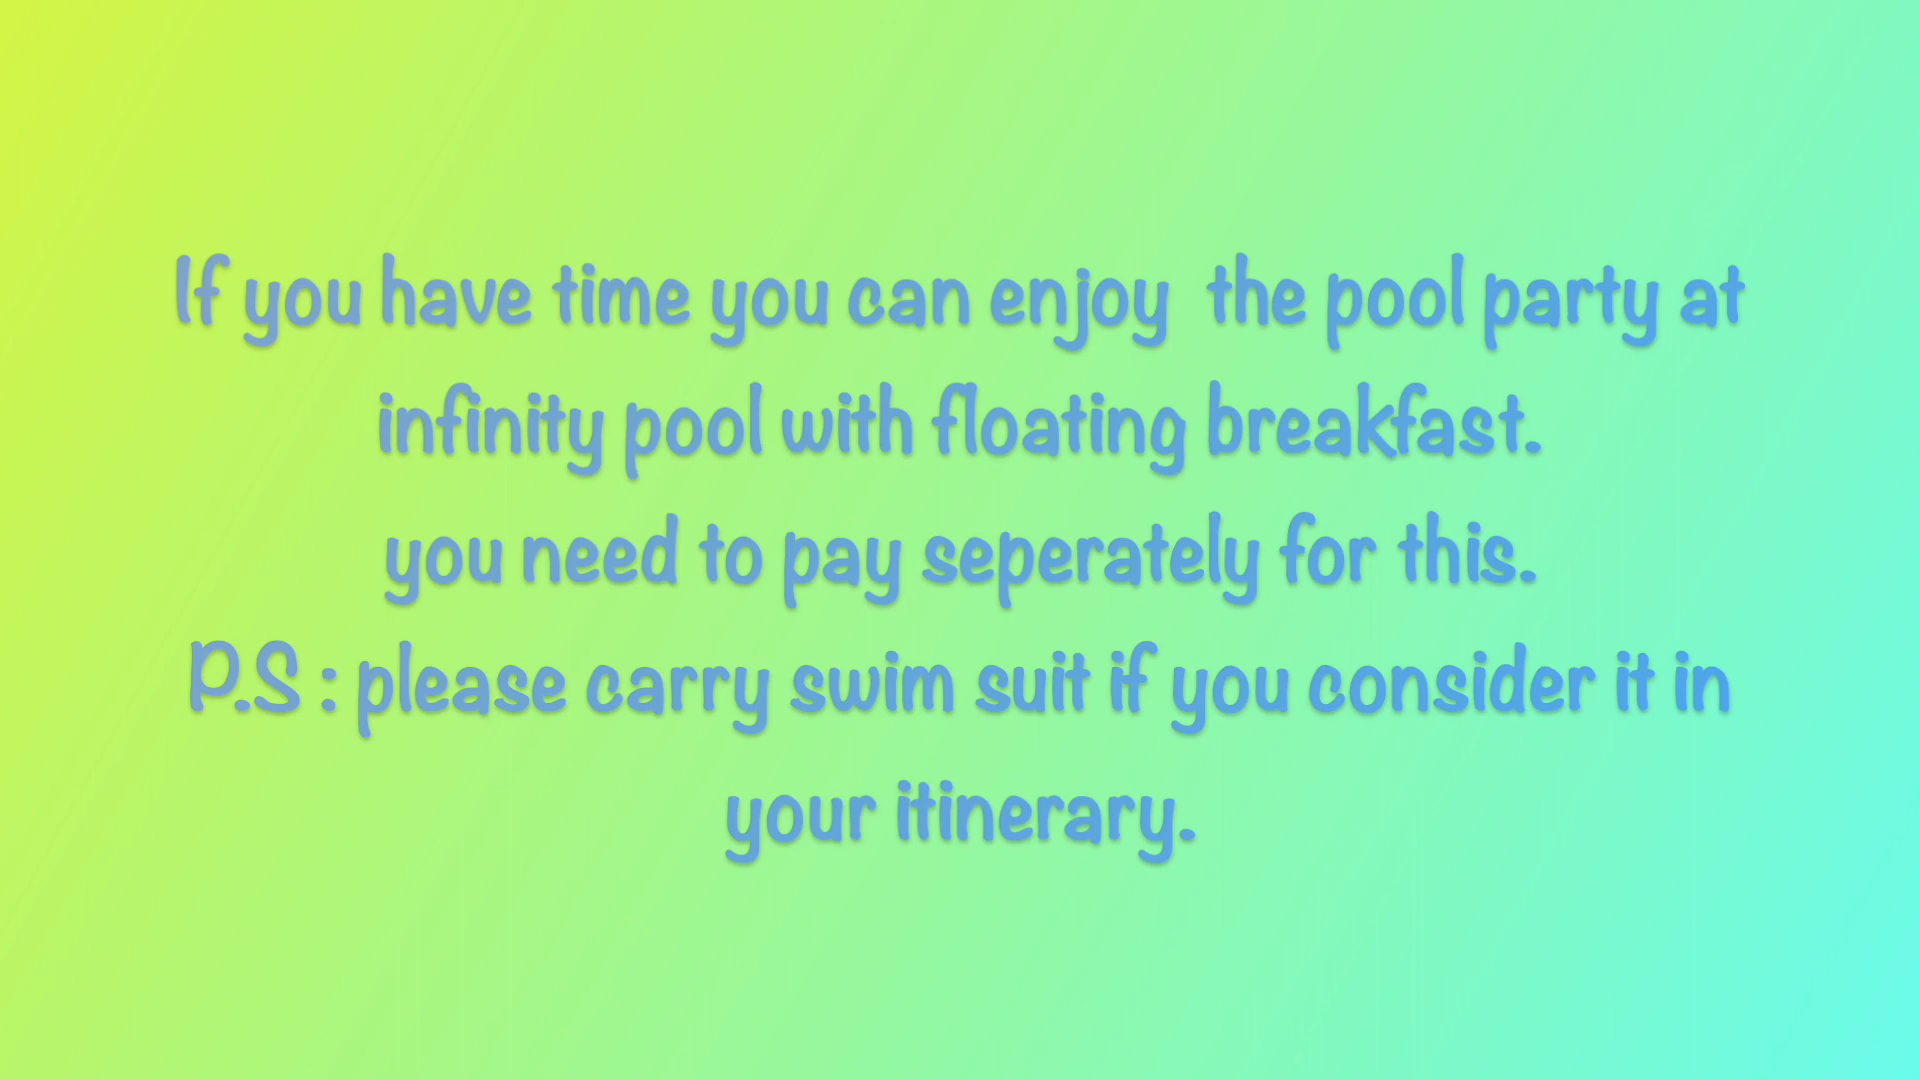 If you have time you can enjoy  the pool party at
infinity pool with floating breakfast.
you need to pay seperately for this.
P.S : please carry swim suit if you consider it in
your itinerary.